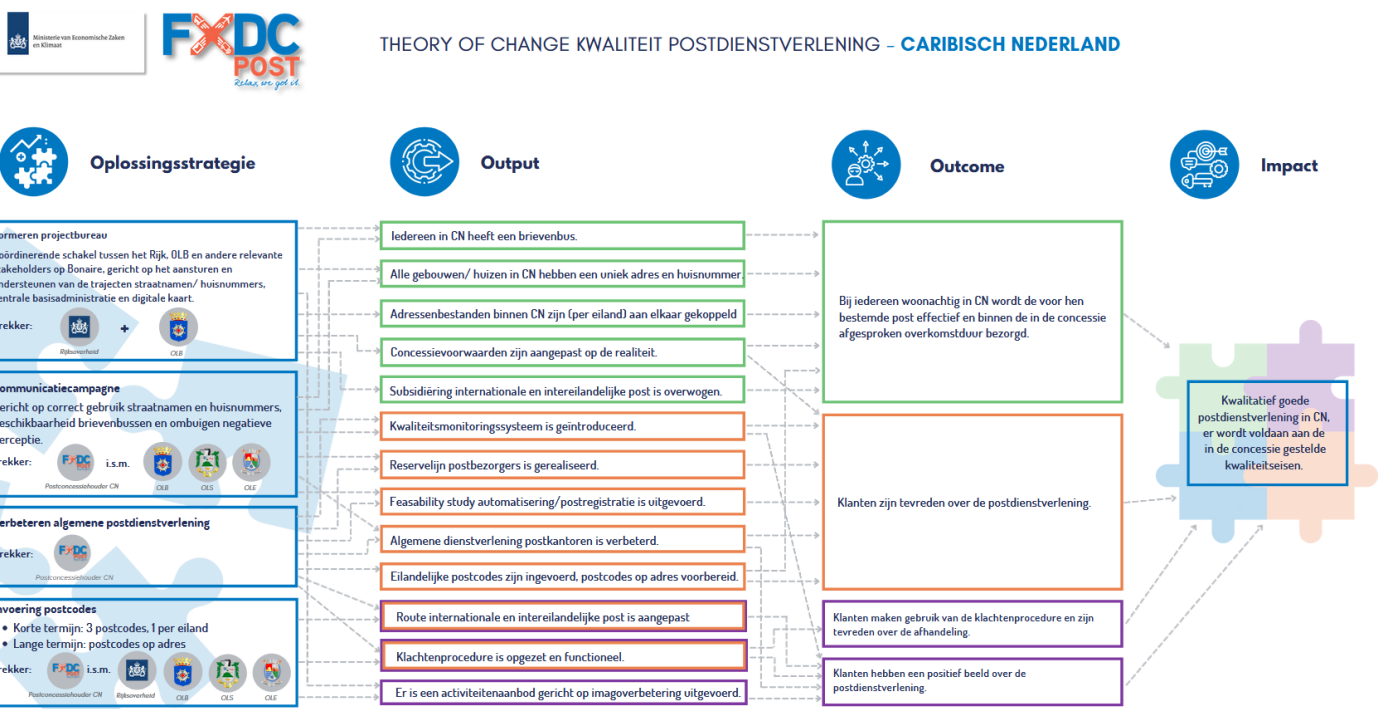 Ministerie van Economische Zaken
en Klimaat
FXDC
POST
Relax, we got it.
THEORY OF CHANGE KWALITEIT POSTDIENSTVERLENING – CARIBISCH NEDERLAND
Oplossingsstrategie
Output
Outcome
Impact
ormeren projectbureau
oördinerende schakel tussen het Rijk, OLB en andere relevante
takeholders op Bonaire, gericht op het aansturen en
ndersteunen van de trajecten straatnamen/ huisnummers,
entrale basisadministratie en digitale kaart.
rekker:
+
Rijksoverheid
OLB
ommunicatiecampagne
ericht op correct gebruik straatnamen en huisnummers,
eschikbaarheid brievenbussen en ombuigen negatieve
erceptie.
rekker:
FXDC
POST
i.s.m.
Postconcessiehouder CN
OLB
OLS
OLE
erbeteren algemene postdienstverlening
rekker:
FXDC
POST
Postconcessiehouder CN
nvoering postcodes
• Korte termijn: 3 postcodes, 1 per eiland
• Lange termijn: postcodes op adres
rekker:
FXDC
POST
i.s.m.
Postconcessiehouder CN
Rijksoverheid
OLB
OLS
OLE
Iedereen in CN heeft een brievenbus.
Alle gebouwen/ huizen in CN hebben een uniek adres en huisnummer.
Adressenbestanden binnen CN zijn (per eiland) aan elkaar gekoppeld
Concessievoorwaarden zijn aangepast op de realiteit.
Subsidiëring internationale en intereilandelijke post is overwogen.
Kwaliteitsmonitoringssysteem is geïntroduceerd.
Reservelijn postbezorgers is gerealiseerd.
Feasability study automatisering/postregistratie is uitgevoerd.
Algemene dienstverlening postkantoren is verbeterd.
Eilandelijke postcodes zijn ingevoerd, postcodes op adres voorbereid.
Route internationale en intereilandelijke post is aangepast
Klachtenprocedure is opgezet en functioneel.
Er is een activiteitenaanbod gericht op imagoverbetering uitgevoerd.
Bij iedereen woonachtig in CN wordt de voor hen
bestemde post effectief en binnen de in de concessie
afgesproken overkomstduur bezorgd.
Klanten zijn tevreden over de postdienstverlening.
Klanten maken gebruik van de klachtenprocedure en zijn
tevreden over de afhandeling.
Klanten hebben een positief beeld over de
postdienstverlening.
Kwalitatief goede
postdienstverlening in CN,
er wordt voldaan aan de
in de concessie gestelde
kwaliteitseisen.